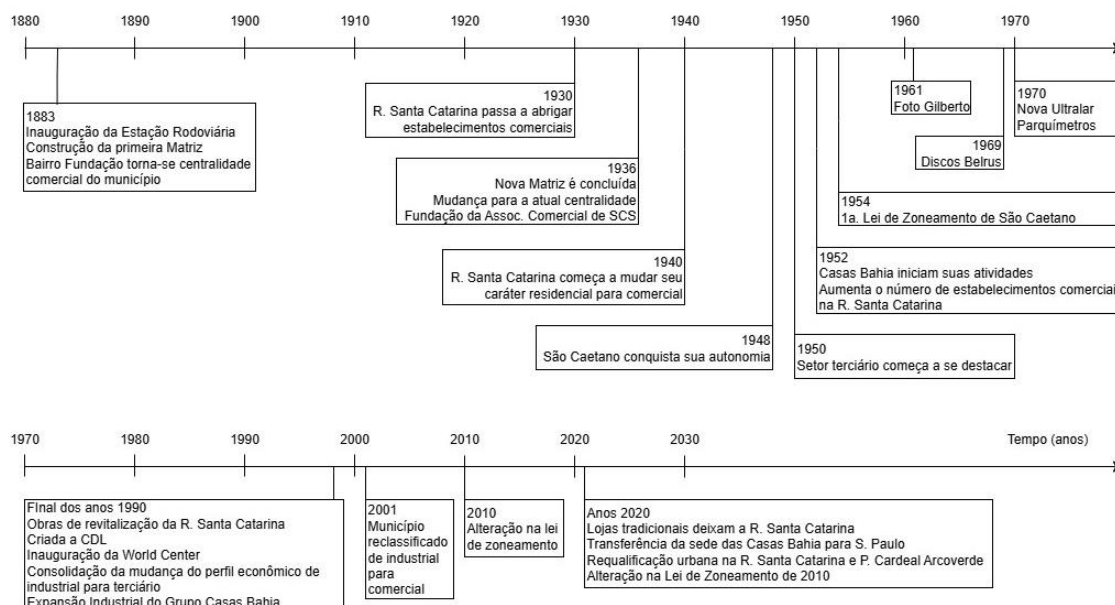 1880 1890 1900 1910 1920 1930 1940 1950 1960 1970
1883
Inauguração da Estação Rodoviária
Construção da primeira Matriz
Bairro Fundação torna-se centralidade
comercial do município
1930
R. Santa Catarina passa a abrigar
estabelecimentos comerciais
1936
Nova Matriz é concluída
Mudança para a atual centralidade
Fundação da Assoc. Comercial de SCS
1940
R. Santa Catarina começa a mudar seu
caráter residencial para comercial
1948
São Caetano conquista sua autonomia
1961
Foto Gilberto
1969
Discos Belrus
1970
Nova Ultralar
Parquímetros
1954
1a. Lei de Zoneamento de São Caetano
1952
Casas Bahia iniciam suas atividades
Aumenta o número de estabelecimentos comerciai
na R. Santa Catarina
1950
Setor terciário começa a se destacar
1970 1980 1990 2000 2010 2020 2030 Tempo (anos)
FInal dos anos 1990
Obras de revitalização da R. Santa Catarina
Criada a CDL
Inauguração da World Center
Consolidação da mudança do perfil econômico de
industrial para terciário
Expansão Industrial do Grupo Casas Bahia
2001
Município
reclassificado
de industrial
para
comercial
2010
Alteração na lei
de zoneamento
Anos 2020
Lojas tradicionais deixam a R. Santa Catarina
Transferência da sede das Casas Bahia para S. Paulo
Requalificação urbana na R. Santa Catarina e P. Cardeal Arcoverde
Alteração na Lei de Zoneamento de 2010